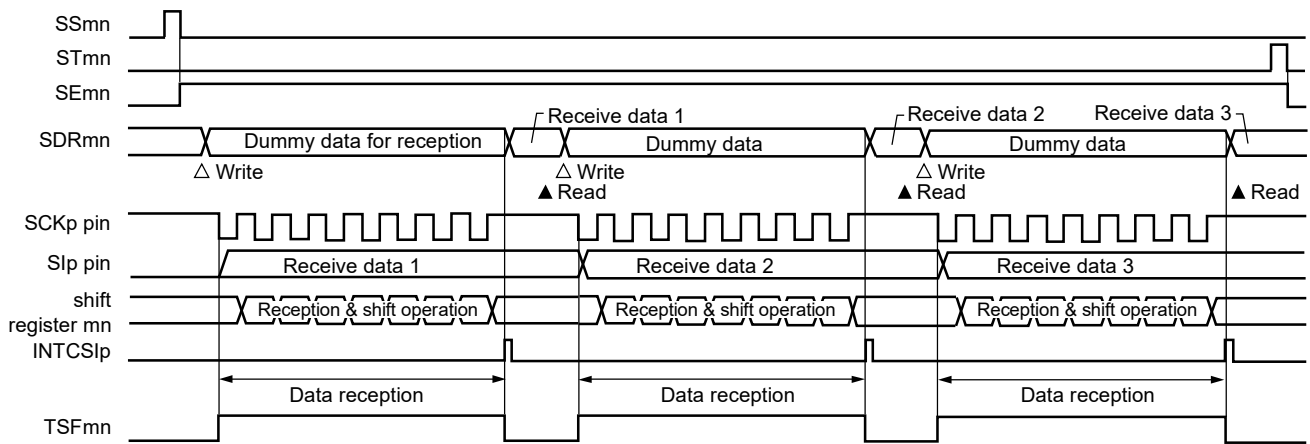 SSmn
STmn
SEmn
Receive data 1
Receive data 2
Receive data 3
SDRmn
Dummy data for reception
Dummy data
Dummy data
△ Write
△ Write
△ Write
▲ Read
▲ Read
▲ Read
SCKp pin
SIp pin
Receive data 1
Receive data 2
Receive data 3
shift
register mn
Reception & shift operation
Reception & shift operation
Reception & shift operation
INTCSIp
Data reception
Data reception
Data reception
TSFmn